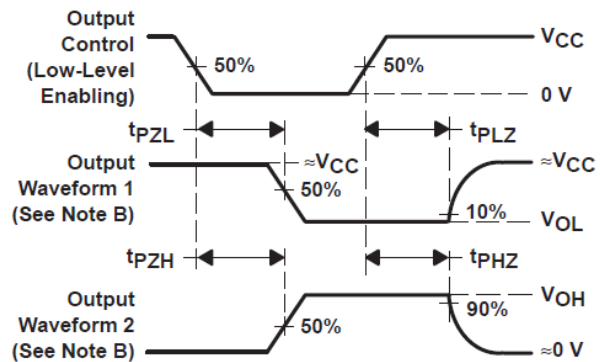 Output
Control
(Low-Level
Enabling)
50%
50%
VCC
0 V
tPZL
tPLZ
Output
Waveform 1
(See Note B)
≈VCC
50%
≈VCC
10%
VOL
tPZH
tPHZ
Output
Waveform 2
(See Note B)
50%
VOH
90%
≈0 V